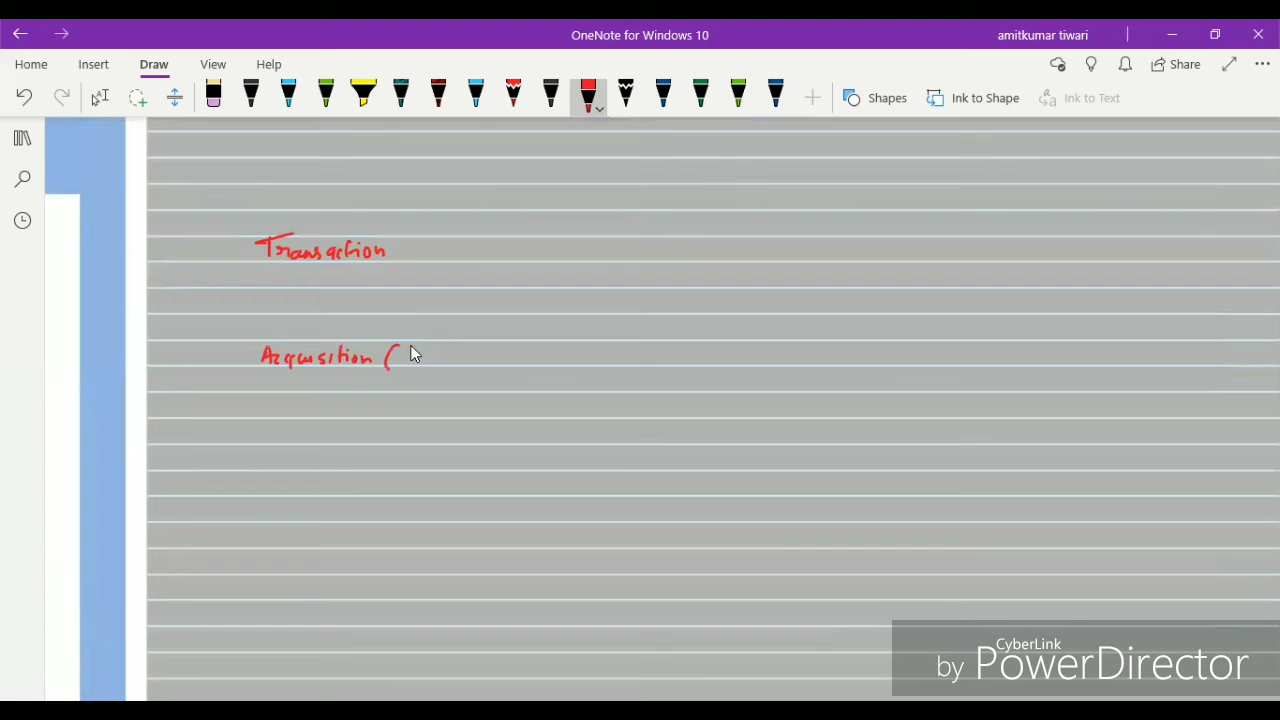 OneNote for Windows 10
amitkumar tiwari
Home Insert Draw View Help
Share
Shapes Ink to Shape Ink to Text
Transaction
Acqusition (
CyberLink
by PowerDirector